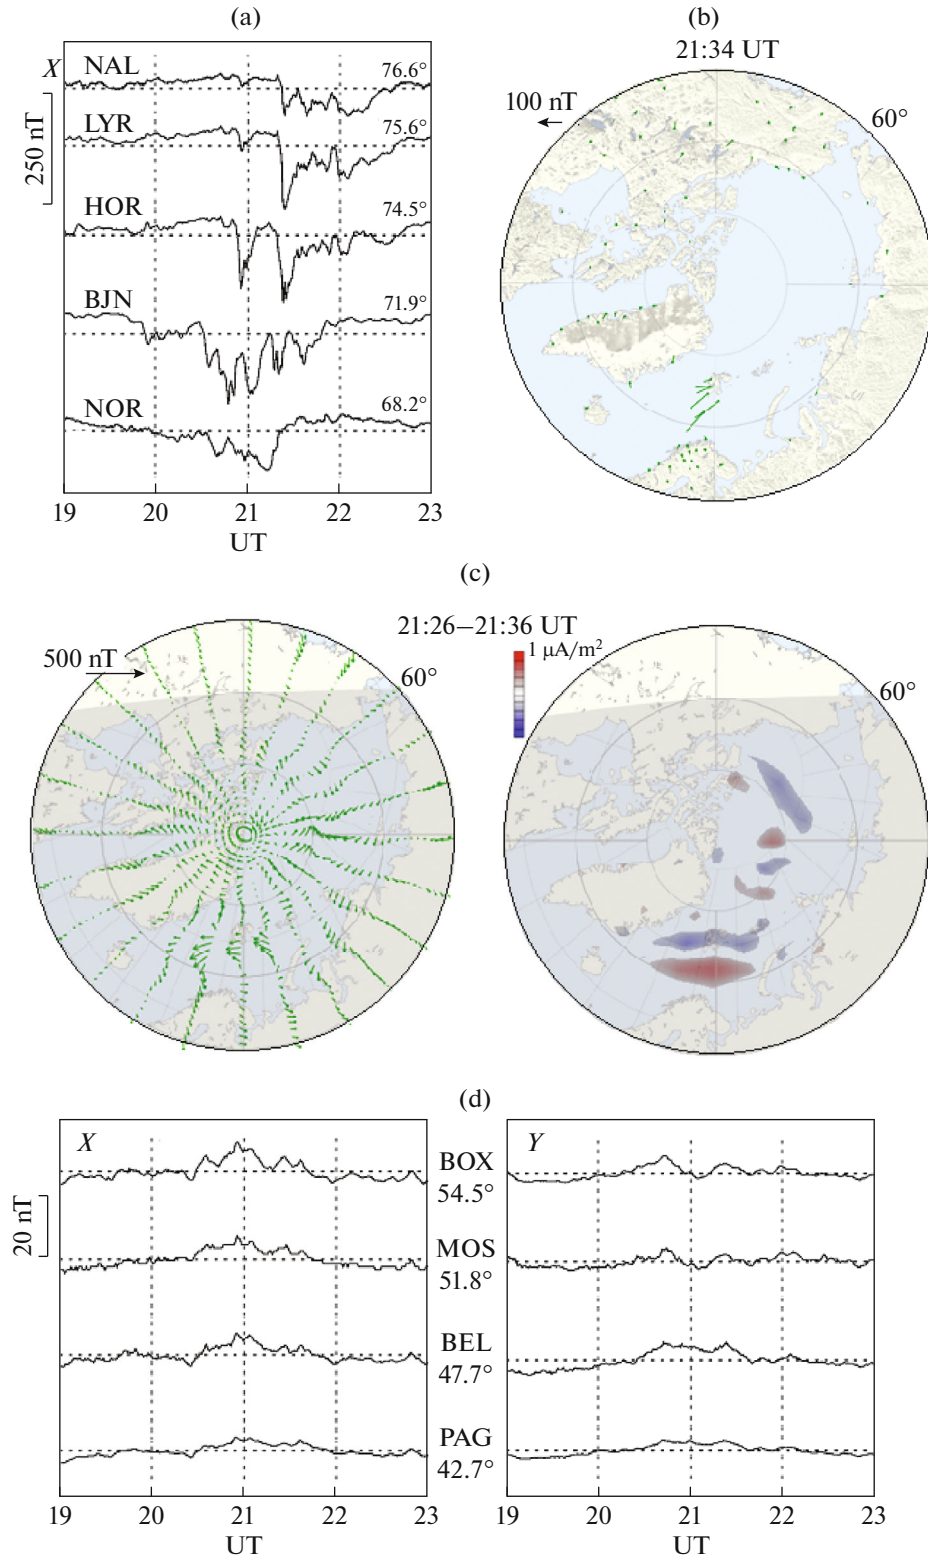 (a)
X
250 nT
NAL
76.6°
LYR
75.6°
HOR
74.5°
BJN
71.9°
NOR
68.2°
19 20 21 22 23
UT
(b)
21:34 UT
100 nT
60°
(c)
21:26–21:36 UT
500 nT
60°
1 μA/m²
60°
(d)
X
Y
20 nT
BOX
54.5°
MOS
51.8°
BEL
47.7°
PAG
42.7°
19 20 21 22 23
UT
19 20 21 22 23
UT